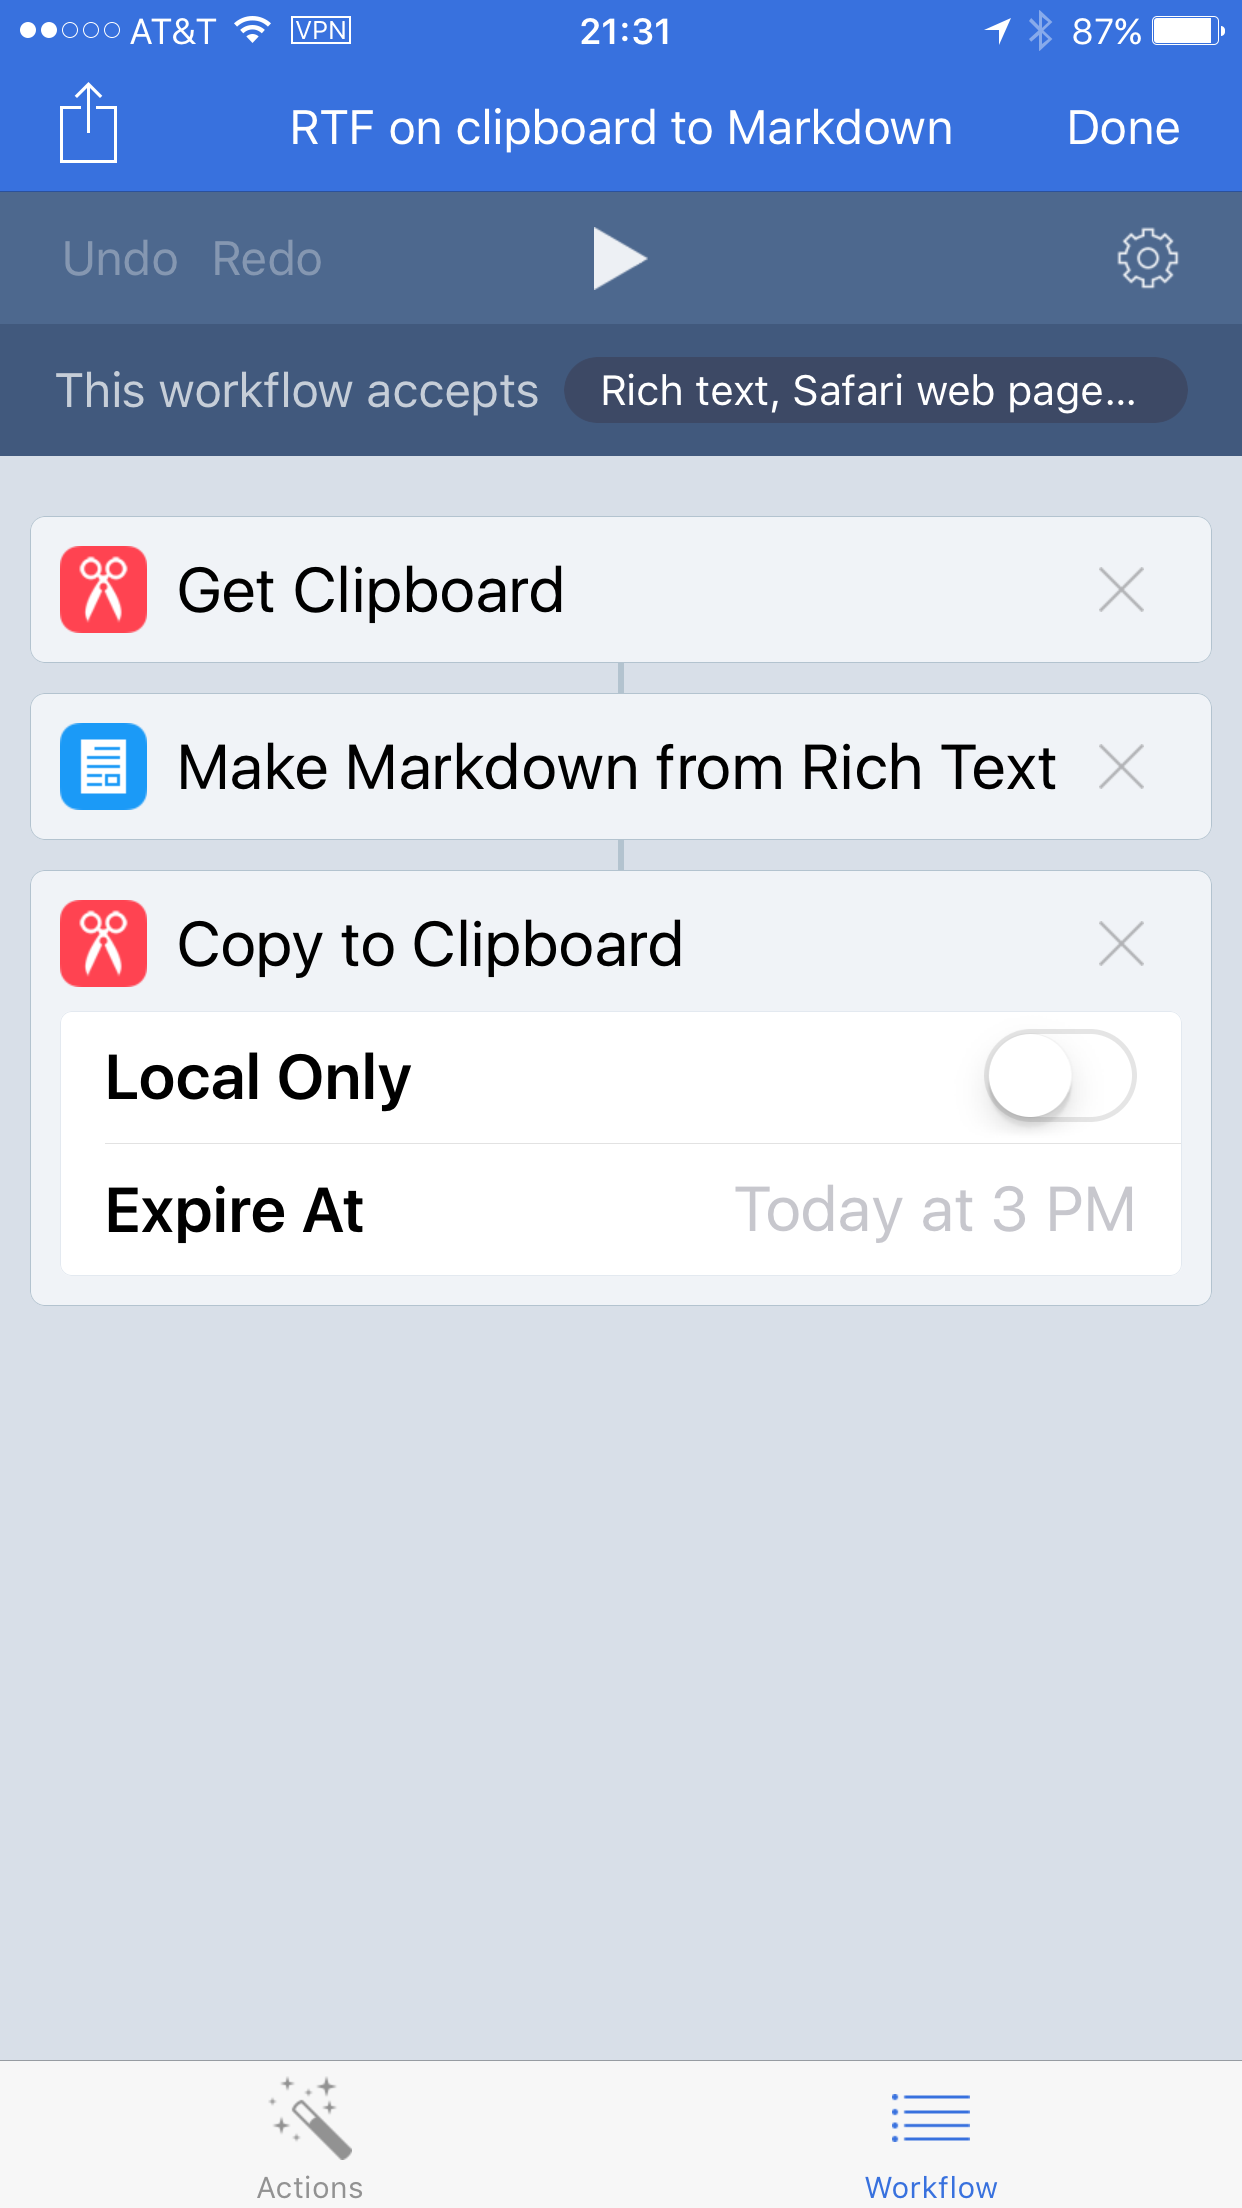 AT&T VPN 21:31 87%
RTF on clipboard to Markdown Done
Undo Redo
This workflow accepts Rich text, Safari web page...
Get Clipboard
Make Markdown from Rich Text
Copy to Clipboard
Local Only
Expire At Today at 3 PM
Actions Workflow